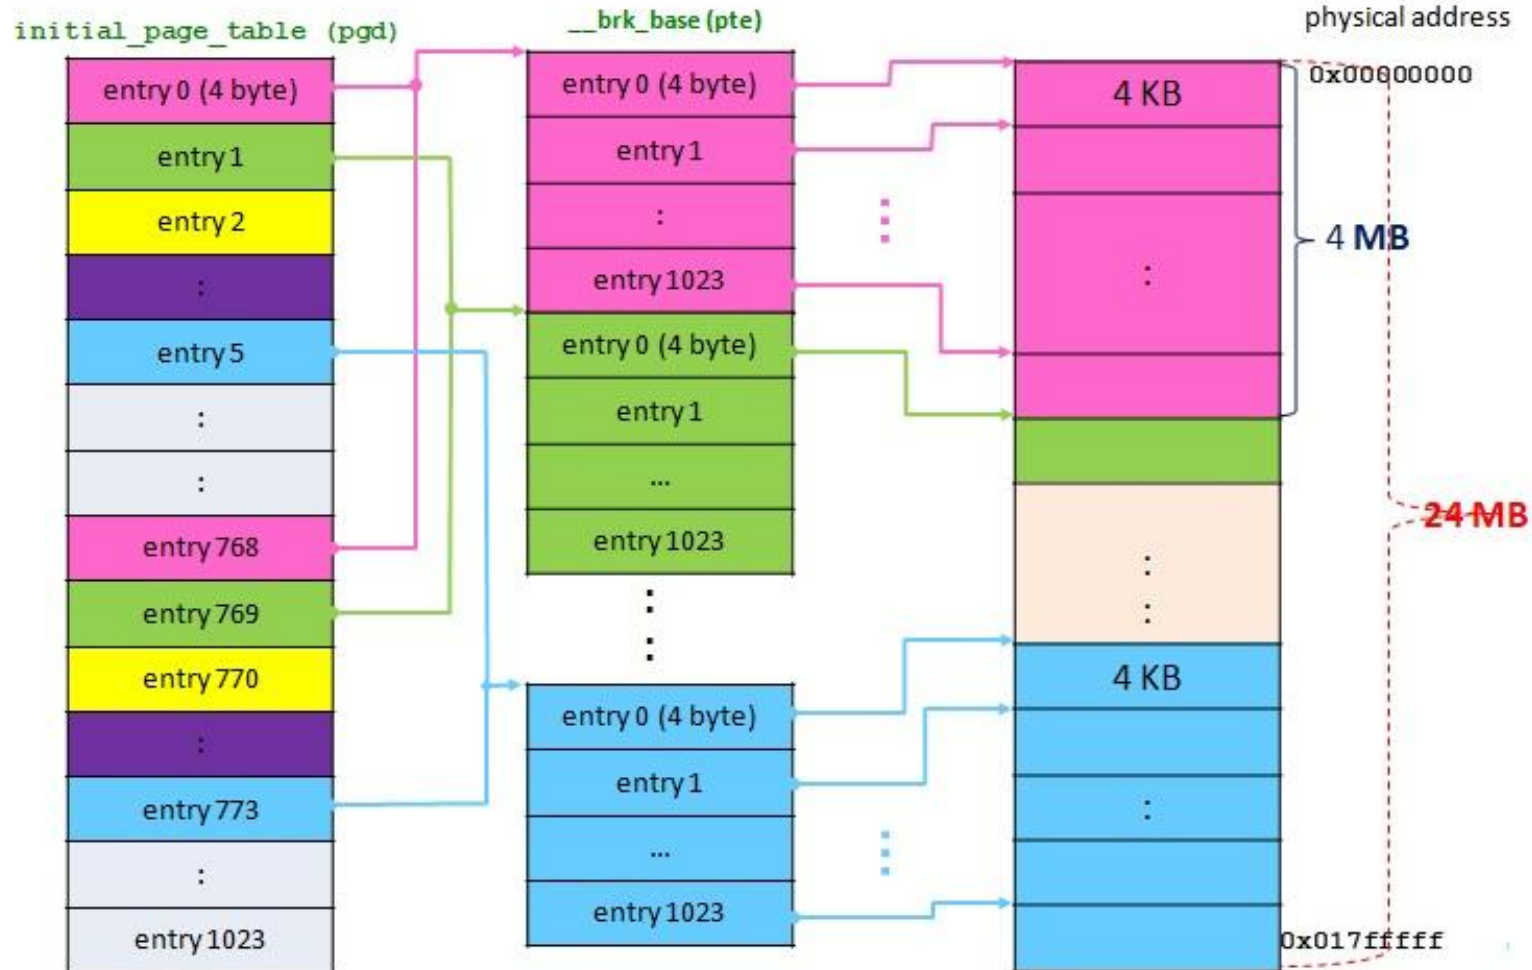 initial_page_table (pgd)
entry 0 (4 byte)
entry 1
entry 2
:
entry 5
:
:
entry 768
entry 769
entry 770
:
entry 773
:
entry 1023
__brk_base (pte)
entry 0 (4 byte)
entry 1
:
entry 1023
entry 0 (4 byte)
entry 1
...
entry 1023
:
:
entry 0 (4 byte)
entry 1
...
entry 1023
physical address
0x00000000
4 KB
:
4 MB
24 MB
:
:
4 KB
:
0x017fffff